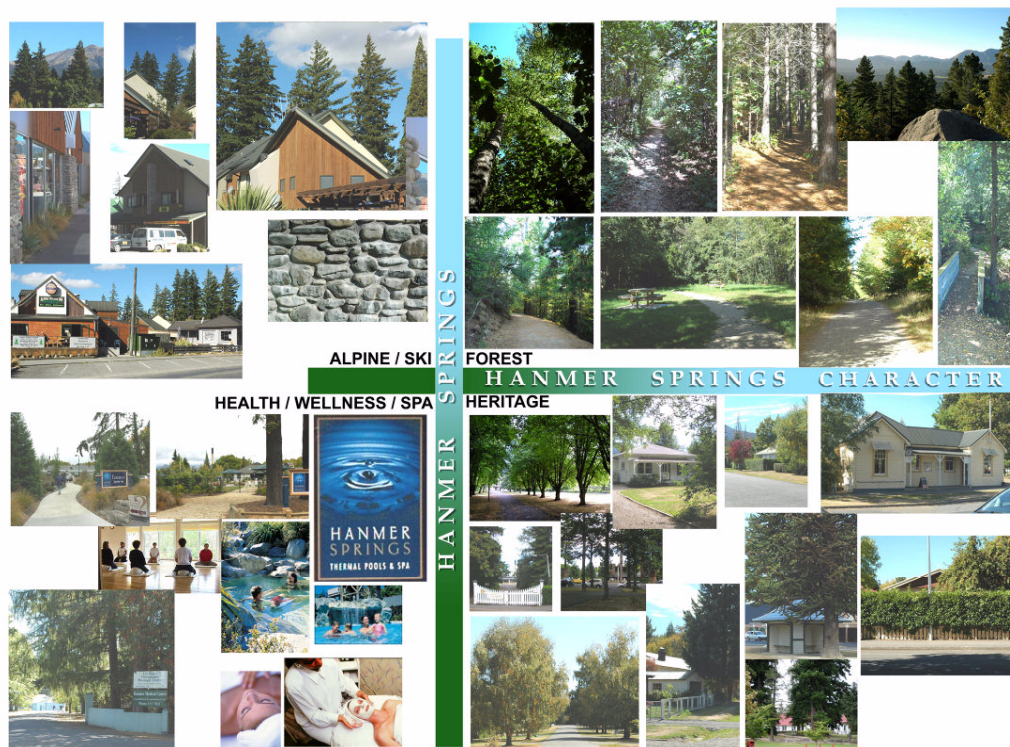 ALPINE / SKI
FOREST
HANMER SPRINGS CHARACTER
HEALTH / WELLNESS / SPA
HERITAGE
HANMER SPRINGS
HANMER
SPRINGS
THERMAL POOLS & SPA